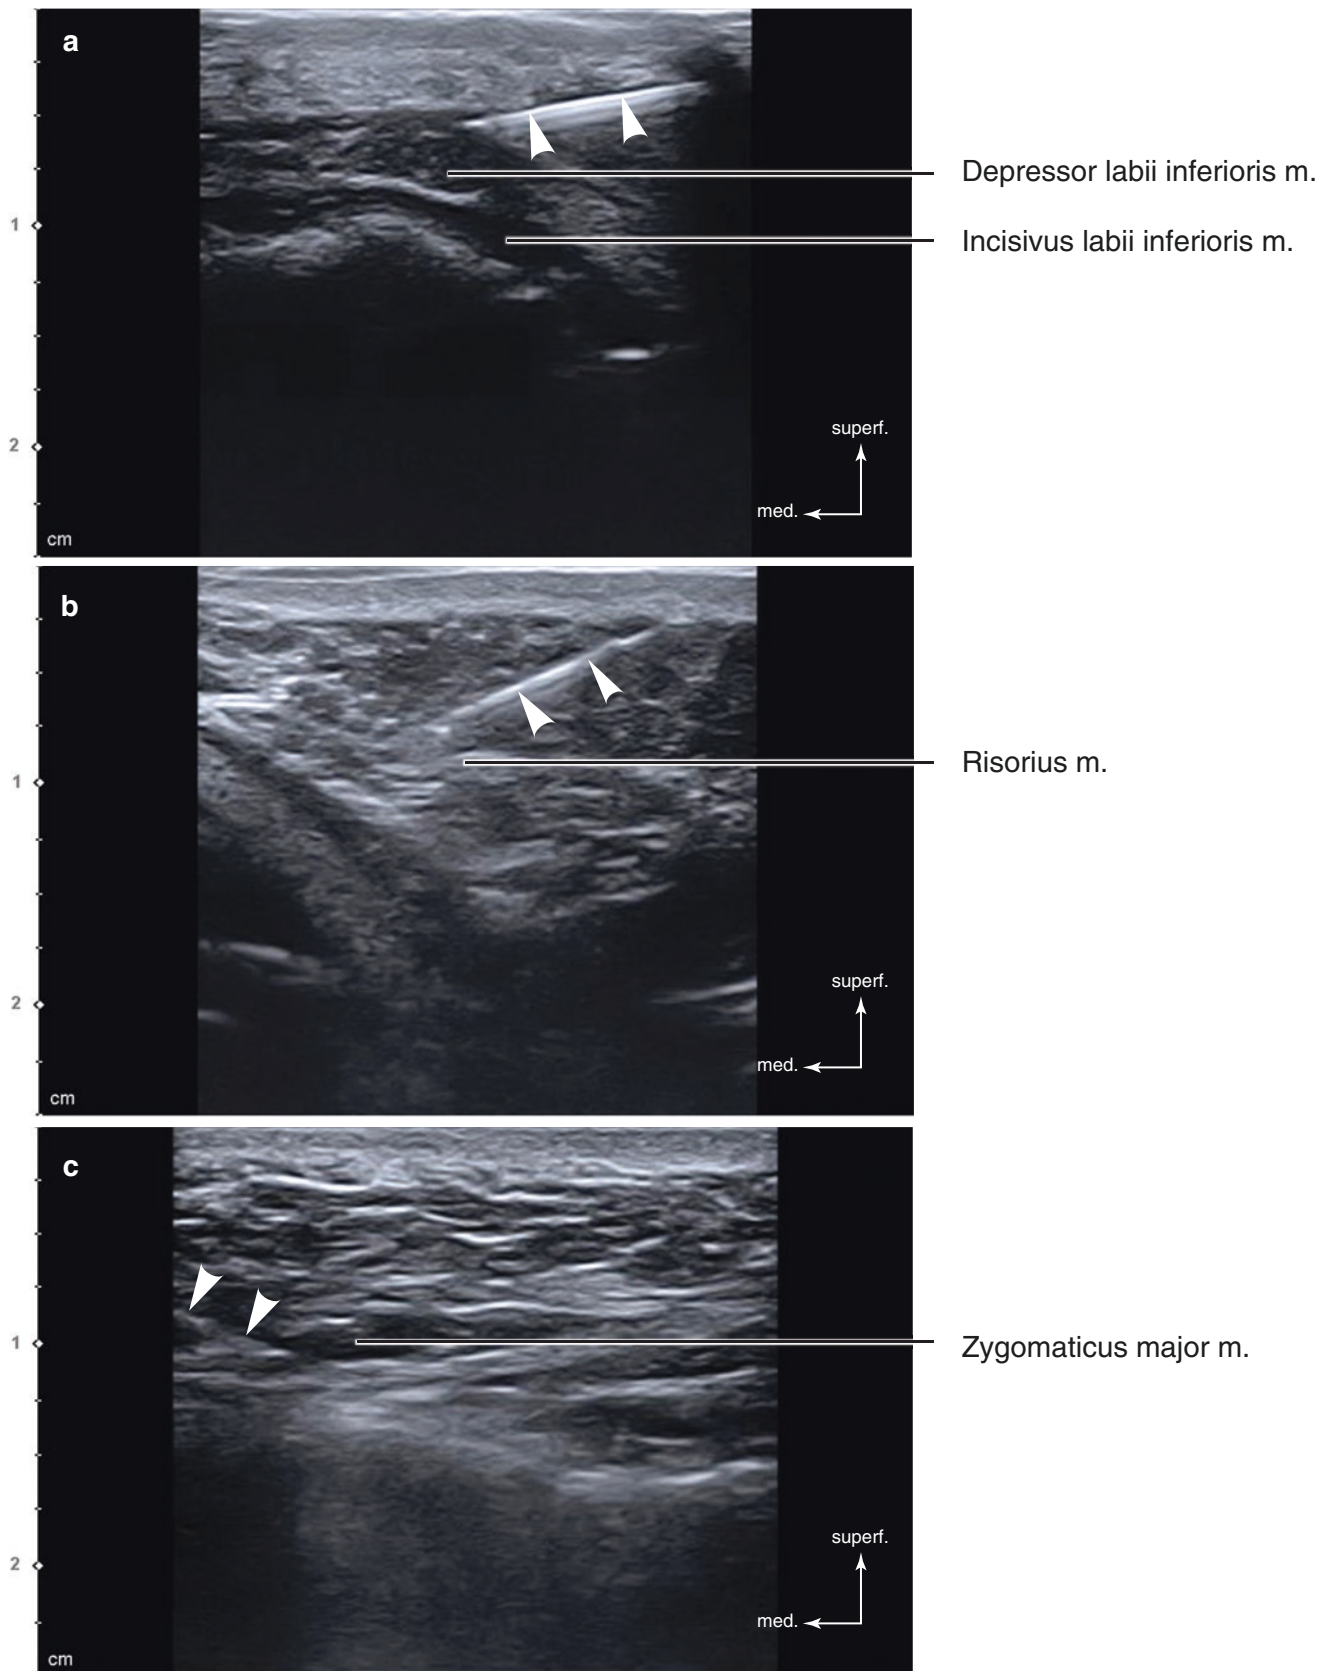 a
Depressor labii inferioris m.
1
Incisivus labii inferioris m.
superf.
2
med.
cm
b
Risorius m.
1
superf.
2
med.
cm
c
1
Zygomaticus major m.
superf.
2
med.
cm